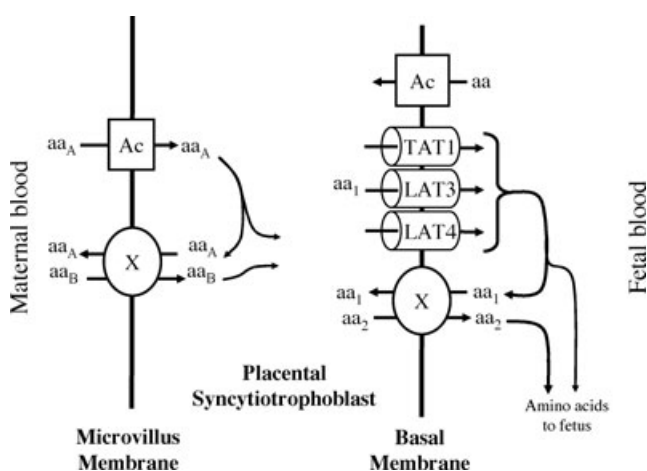 Maternal blood
aaA
Ac
aaA
aaA
X
aaA
aaB
aaB
Microvillus
Membrane
Placental
Syncytiotrophoblast
Ac
aa
TAT1
aa1
LAT3
LAT4
aa1
X
aa1
aa2
aa2
Basal
Membrane
Fetal blood
Amino acids
to fetus